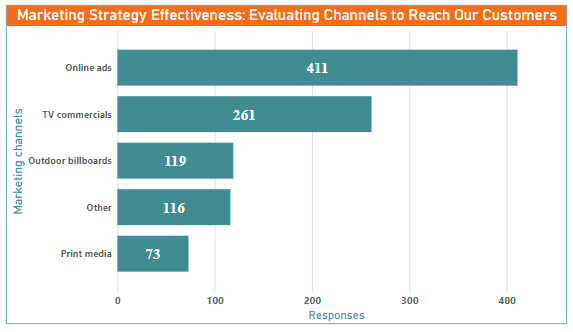 Marketing Strategy Effectiveness: Evaluating Channels to Reach Our Customers
Marketing channels
Online ads
411
TV commercials
261
Outdoor billboards
119
Other
116
Print media
73
0 100 200 300 400
Responses